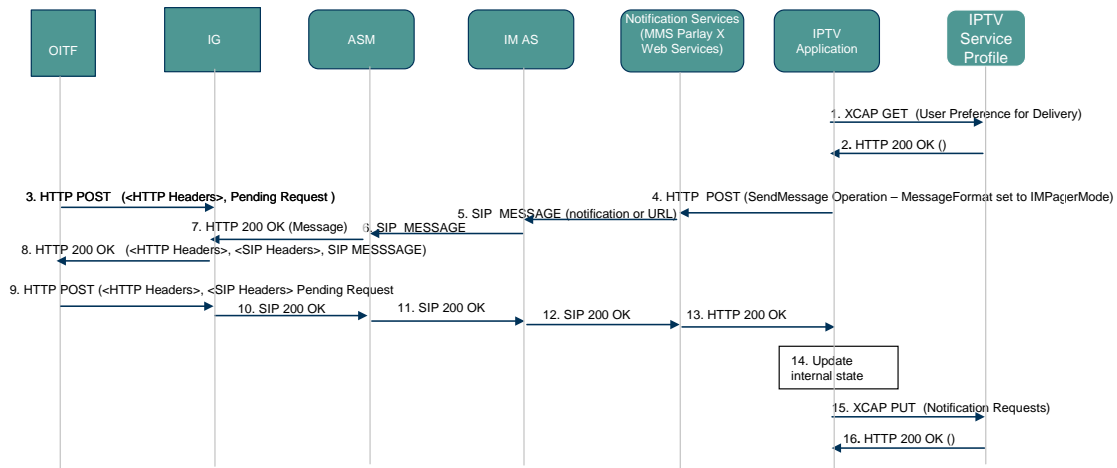 OITF
IG
ASM
IM AS
Notification Services
(MMS Parlay X
Web Services)
IPTV
Application
IPTV
Service
Profile
1. XCAP GET (User Preference for Delivery)
2. HTTP 200 OK ()
3. HTTP POST (<HTTP Headers>, Pending Request )
4. HTTP POST (SendMessage Operation – MessageFormat set to IMPagerMode)
5. SIP MESSAGE (notification or URL)
6. SIP MESSAGE
7. HTTP 200 OK (Message)
8. HTTP 200 OK (<HTTP Headers>, <SIP Headers>, SIP MESSSAGE)
9. HTTP POST (<HTTP Headers>, <SIP Headers> Pending Request
10. SIP 200 OK
11. SIP 200 OK
12. SIP 200 OK
13. HTTP 200 OK
14. Update
internal state
15. XCAP PUT (Notification Requests)
16. HTTP 200 OK ()